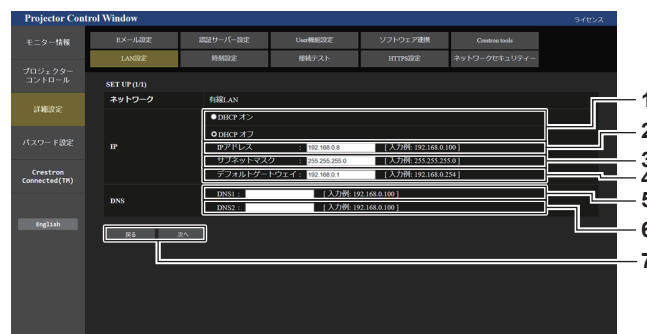 Projector Control Window
ライセンス
モニター情報
Eメール設定 認証サーバー設定 User機能設定 ソフトウェア連携 Crestron tools
LAN設定 時刻設定 接続テスト HTTPS設定 ネットワークセキュリティー
プロジェクター
コントロール
詳細設定
パスワード設定
Crestron
Connected(TM)
English
SET UP (1/1)
ネットワーク 有線LAN
DHCP オン
DHCP オフ
IP
IPアドレス : 192.168.0.8 [ 入力例: 192.168.0.100 ]
サブネットマスク : 255.255.255.0 [ 入力例: 255.255.255.0 ]
デフォルトゲートウェイ : 192.168.0.1 [ 入力例: 192.168.0.254 ]
DNS
DNS1 : [ 入力例: 192.168.0.100 ]
DNS2 : [ 入力例: 192.168.0.100 ]
戻る 次へ
1
2
3
4
5
6
7